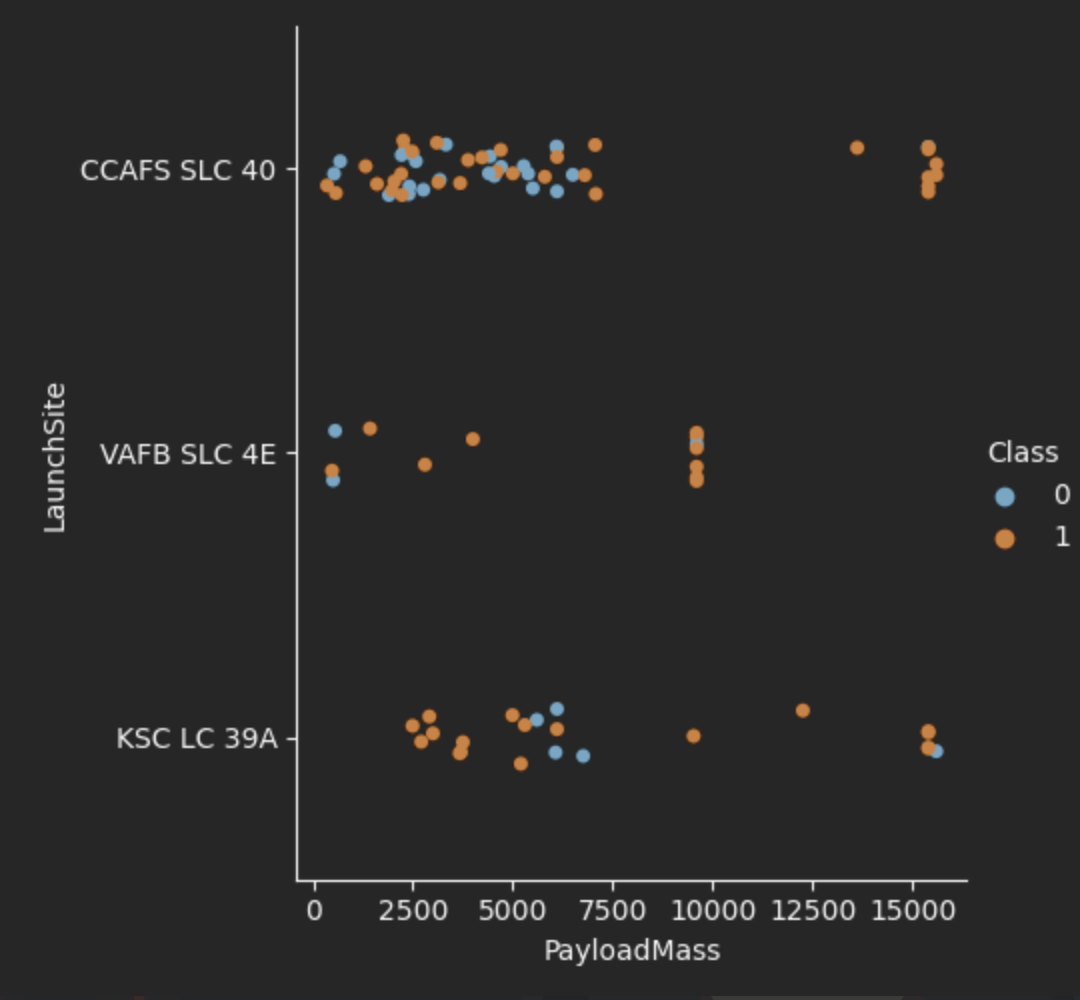 CCAFS SLC 40
VAFB SLC 4E
KSC LC 39A
LaunchSite
0 2500 5000 7500 10000 12500 15000
PayloadMass
Class
0
1